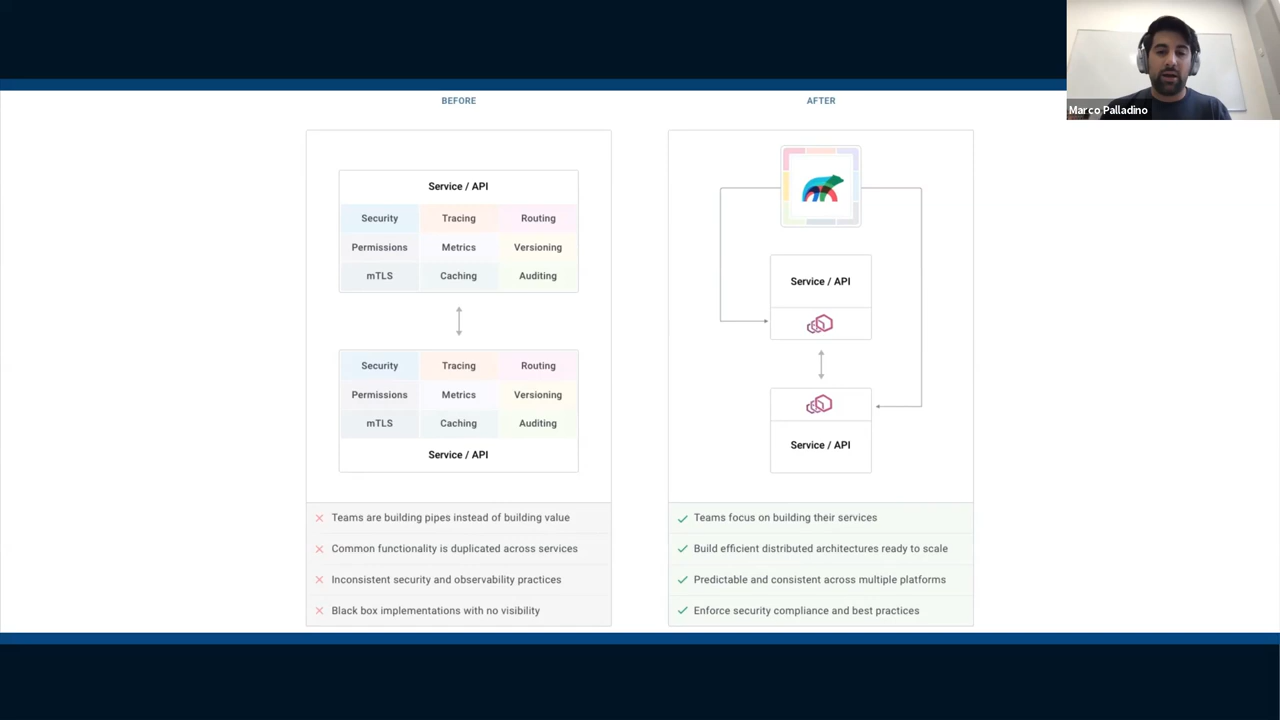 Marco Palladino
BEFORE
Service / API
Security Tracing Routing
Permissions Metrics Versioning
mTLS Caching Auditing
Security Tracing Routing
Permissions Metrics Versioning
mTLS Caching Auditing
Service / API
Teams are building pipes instead of building value
Common functionality is duplicated across services
Inconsistent security and observability practices
Black box implementations with no visibility
AFTER
Service / API
Service / API
Teams focus on building their services
Build efficient distributed architectures ready to scale
Predictable and consistent across multiple platforms
Enforce security compliance and best practices